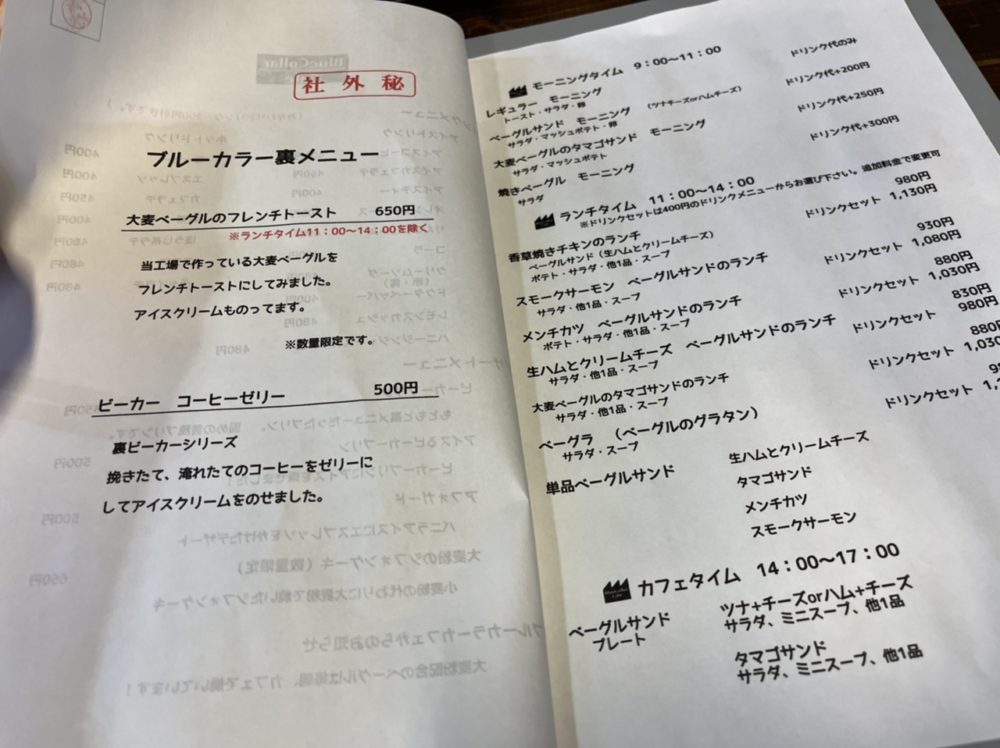 社外秘
ブルーカラー裏メニュー
大麦ベーグルのフレンチトースト 650円
※ランチタイム11：00〜14：00を除く
当工場で作っている大麦ベーグルを
フレンチトーストにしてみました。
アイスクリームものってます。
※数量限定です。
ビーカー コーヒーゼリー 500円
裏ビーカーシリーズ
挽きたて、淹れたてのコーヒーをゼリーに
してアイスクリームをのせました。
モーニングタイム 9：00〜11：00
レギュラー モーニング ドリンク代のみ
トースト・サラダ・卵
ベーグルサンド モーニング （ツナチーズorハムチーズ） ドリンク代+200円
サラダ・マッシュポテト・卵
大麦ベーグルのタマゴサンド モーニング ドリンク代+250円
サラダ・マッシュポテト
焼きベーグル モーニング ドリンク代+300円
サラダ
ランチタイム 11：00〜14：00
※ドリンクセットは400円のドリンクメニューからお選び下さい。追加料金で変更可
香草焼きチキンのランチ 980円
ベーグルサンド（生ハムとクリームチーズ） ドリンクセット 1,130円
ポテト・サラダ・他1品・スープ
スモークサーモン ベーグルサンドのランチ 930円
サラダ・他1品・スープ ドリンクセット 1,080円
メンチカツ ベーグルサンドのランチ 880円
ポテト・サラダ・他1品・スープ ドリンクセット 1,030円
生ハムとクリームチーズ ベーグルサンドのランチ 830円
サラダ・他1品・スープ ドリンクセット 980円
大麦ベーグルのタマゴサンドのランチ 880
サラダ・他1品・スープ ドリンクセット 1,030
ベーグラ （ベーグルのグラタン）
サラダ・スープ ドリンクセット
単品ベーグルサンド 生ハムとクリームチーズ
タマゴサンド
メンチカツ
スモークサーモン
カフェタイム 14：00〜17：00
ベーグルサンド ツナ+チーズorハム+チーズ
プレート サラダ、ミニスープ、他1品
タマゴサンド
サラダ、ミニスープ、他1品